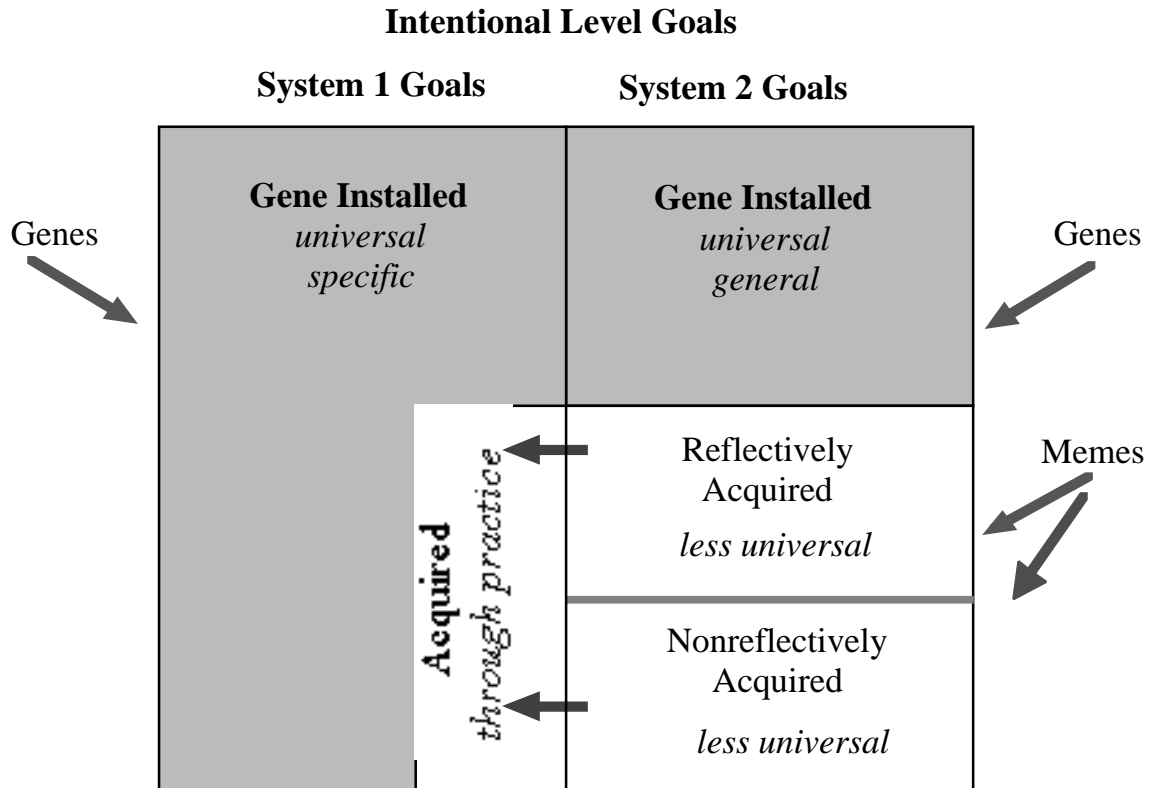 Intentional Level Goals
System 1 Goals
System 2 Goals
Genes
Gene Installed
universal
specific
Gene Installed
universal
general
Genes
Acquired
through practice
Reflectively
Acquired
less universal
Memes
Nonreflectively
Acquired
less universal